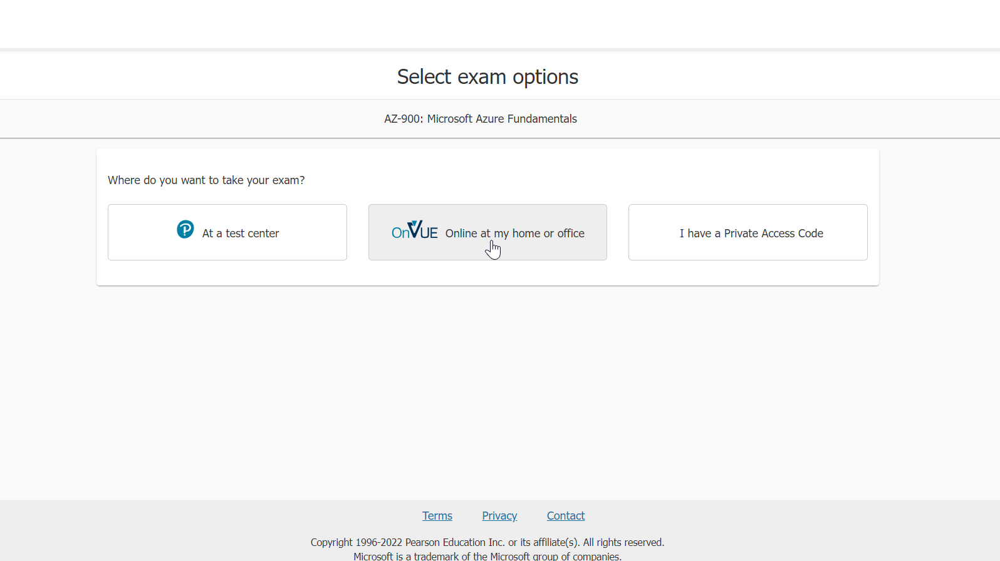 Select exam options
AZ-900: Microsoft Azure Fundamentals
Where do you want to take your exam?
At a test center
OnVUE Online at my home or office
I have a Private Access Code
Terms Privacy Contact
Copyright 1996-2022 Pearson Education Inc. or its affiliate(s). All rights reserved.
Microsoft is a trademark of the Microsoft group of companies.